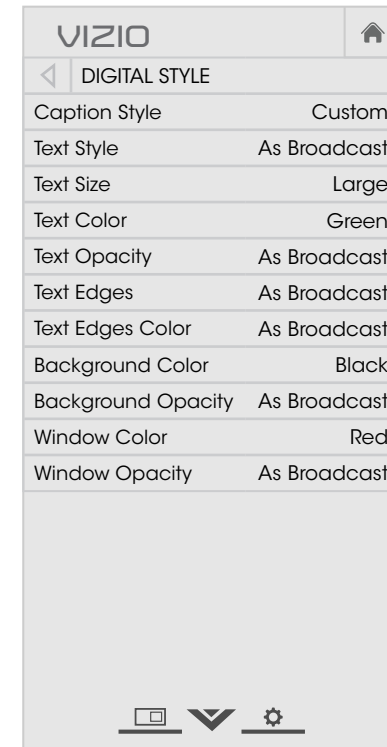 VIZIO
DIGITAL STYLE
Caption Style Custom
Text Style As Broadcast
Text Size Large
Text Color Green
Text Opacity As Broadcast
Text Edges As Broadcast
Text Edges Color As Broadcast
Background Color Black
Background Opacity As Broadcast
Window Color Red
Window Opacity As Broadcast